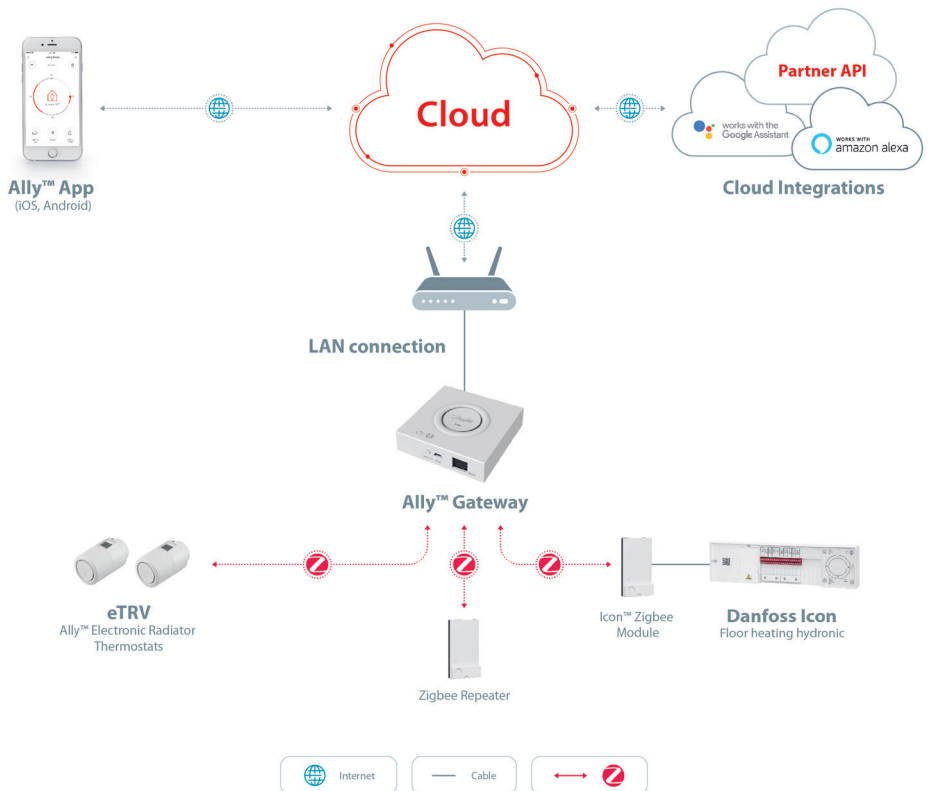 Cloud
Partner API
works with the
Google Assistant
WORKS WITH
amazon alexa
Ally™ App
(iOS, Android)
Cloud Integrations
LAN connection
Ally™ Gateway
eTRV
Ally™ Electronic Radiator
Thermostats
Icon™ Zigbee
Module
Danfoss Icon
Floor heating hydronic
Zigbee Repeater
Internet
Cable